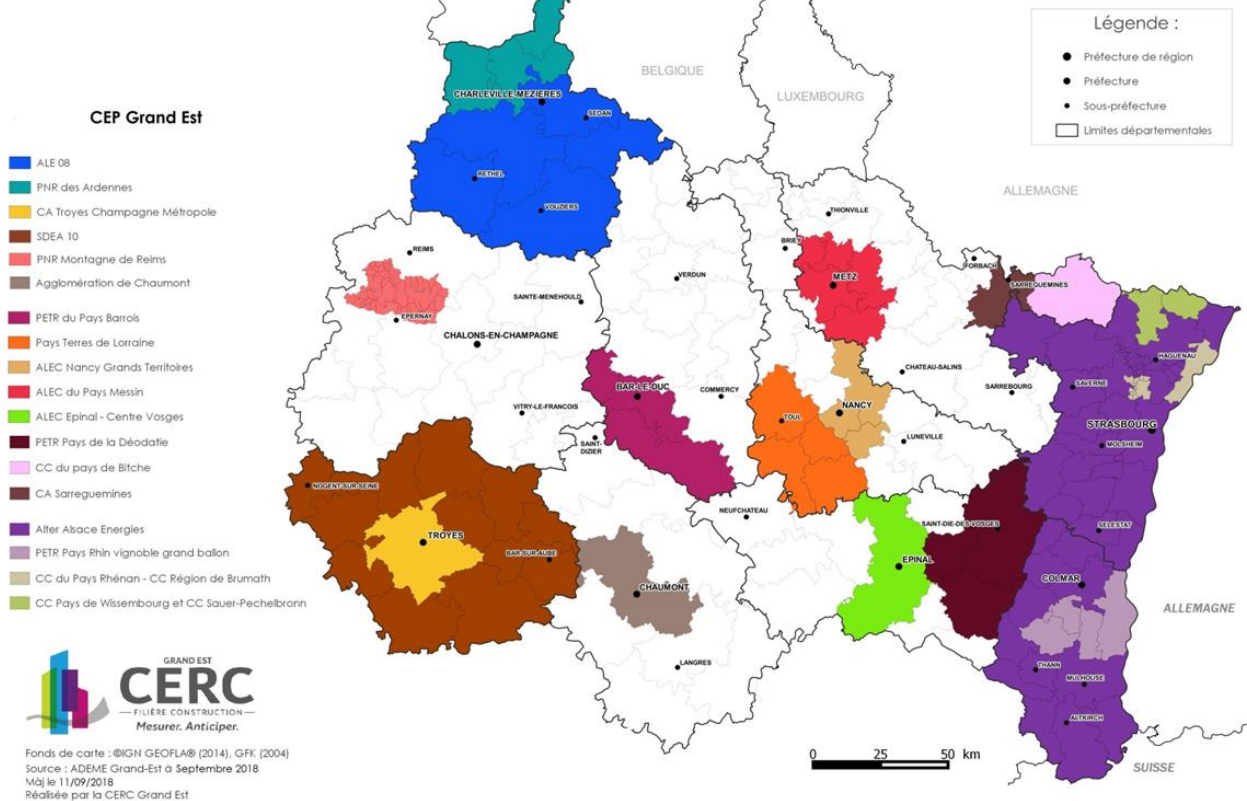 CEP Grand Est
ALE 08
PNR des Ardennes
CA Troyes Champagne Métropole
SDEA 10
PNR Montagne de Reims
Agglomération de Chaumont
PETR du Pays Barrois
Pays Terres de Lorraine
ALEC Nancy Grands Territoires
ALEC du Pays Messin
ALEC Epinal - Centre Vosges
PETR Pays de la Déodatie
CC du pays de Bitche
CA Sarreguemines
Alter Alsace Energies
PETR Pays Rhin vignoble grand ballon
CC du Pays Rhénan - CC Région de Brumath
CC Pays de Wissembourg et CC Sauer-Pechelbronn
GRAND EST
CERC
FILIÈRE CONSTRUCTION
Mesurer. Anticiper.
Fonds de carte : ©IGN GEOFLA® (2014), GFK (2004)
Source : ADEME Grand-Est à Septembre 2018
Màj le 11/09/2018
Réalisée par la CERC Grand Est
BELGIQUE
LUXEMBOURG
ALLEMAGNE
CHARLEVILLE-MEZIERES
SEDAN
RETHEL
VOUZIERS
THIONVILLE
REIMS
BRIEY
FORBACH
METZ
VERDUN
SARREGUEMINES
SAINTE-MENEHOULD
EPERNAY
CHALONS-EN-CHAMPAGNE
HAGUENAU
CHATEAU-SALINS
BAR-LE-DUC
COMMERCY
SARREBOURG
SAVERNE
VITRY-LE-FRANCOIS
NANCY
TOUL
STRASBOURG
LUNEVILLE
SAINT-
DIZIER
MOLSHEIM
NOGENT-SUR-SEINE
NEUFCHATEAU
SAINT-DIE-DES-VOSGES
SELESTAT
TROYES
BAR-SUR-AUBE
EPINAL
COLMAR
CHAUMONT
ALLEMAGNE
LANGRES
THANN
MULHOUSE
ALTKIRCH
SUISSE
0 25 50 km
Légende :
Préfecture de région
Préfecture
Sous-préfecture
Limites départementales